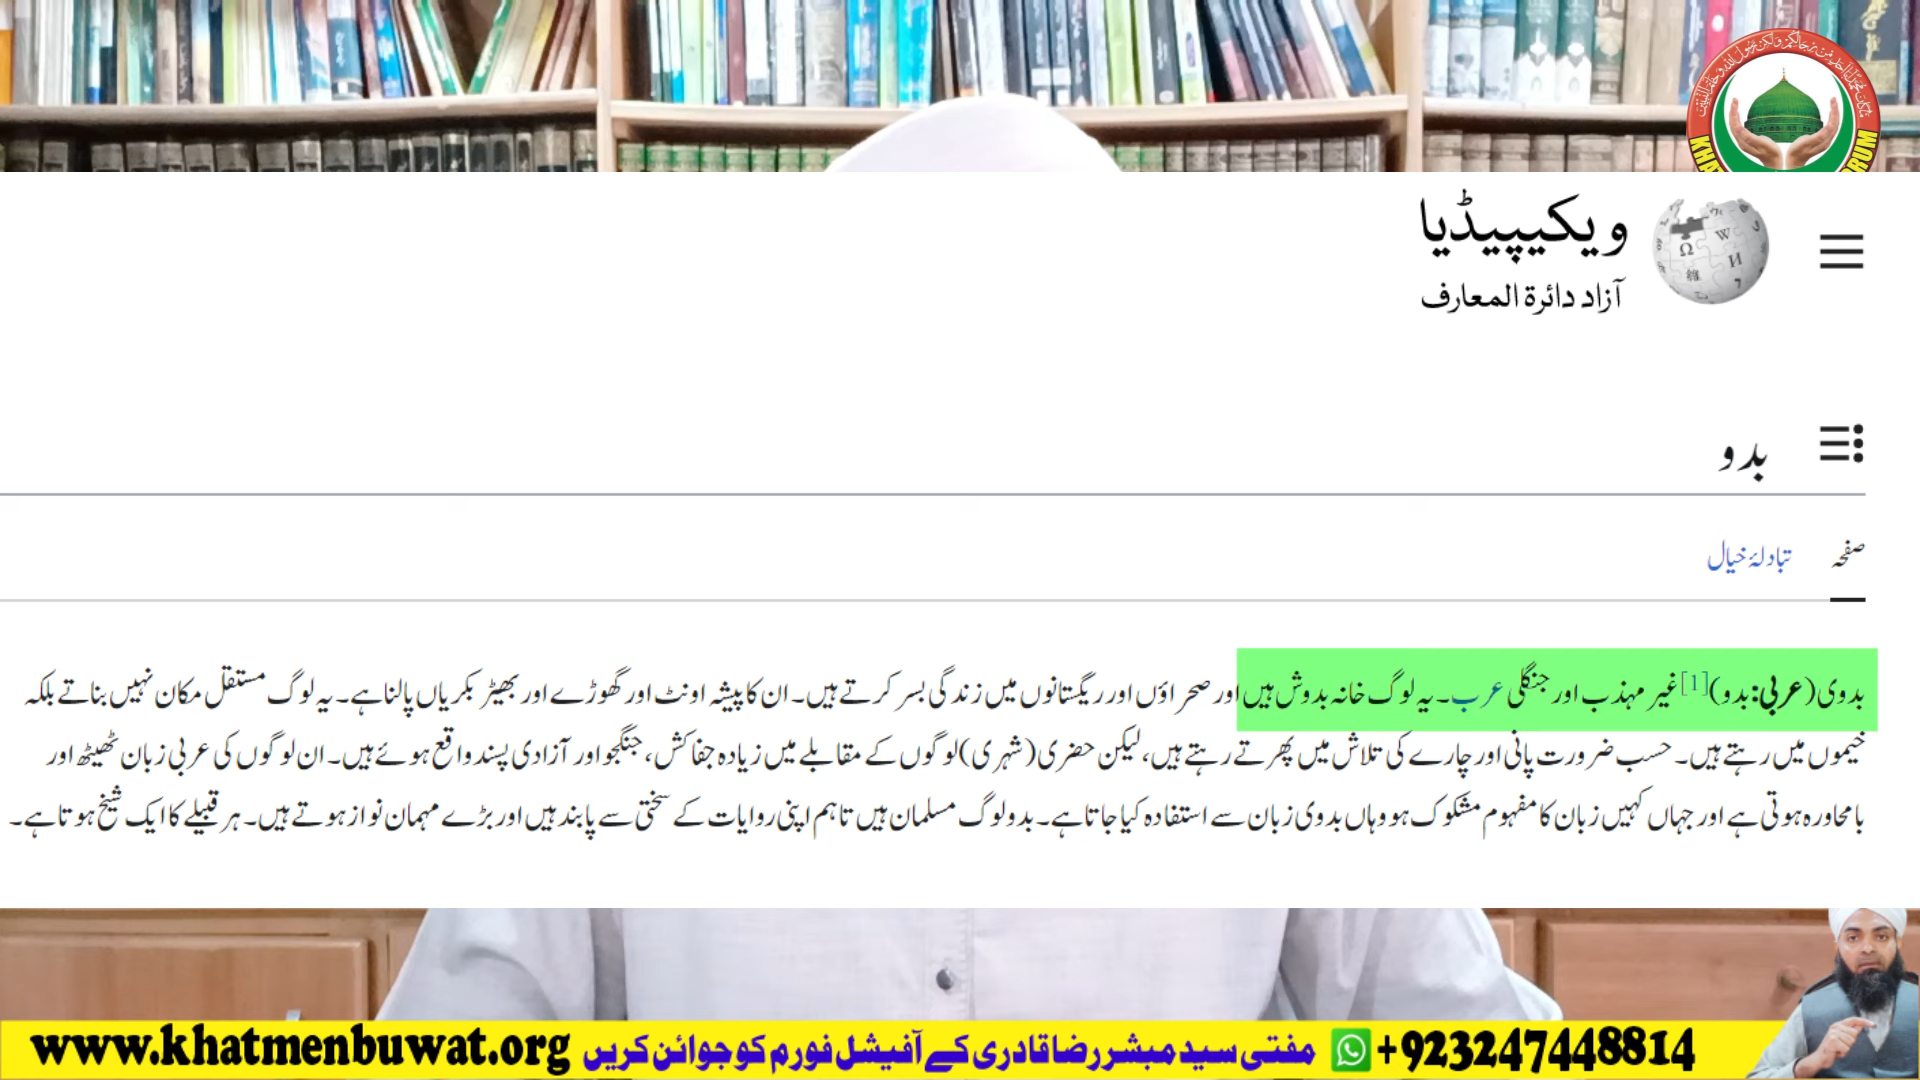 ویکیپیڈیا
آزاد دائرۃ المعارف
بدو
صفحہ تبادلۂ خیال
بدوی (عربی: بدو)[1] غیر مہذب اور جنگلی عرب۔ یہ لوگ خانہ بدوش ہیں اور صحراؤں اور ریگستانوں میں زندگی بسر کرتے ہیں۔ ان کا پیشہ اونٹ اور گھوڑے اور بھیڑ بکریاں پالنا ہے۔ یہ لوگ مستقل مکان نہیں بناتے بلکہ
خیموں میں رہتے ہیں۔ حسب ضرورت پانی اور چارے کی تلاش میں پھرتے رہتے ہیں، لیکن حضری (شہری) لوگوں کے مقابلے میں زیادہ جفاکش، جنگجو اور آزادی پسند واقع ہوئے ہیں۔ ان لوگوں کی عربی زبان ٹھیٹھ اور
بامحاورہ ہوتی ہے اور جہاں کہیں زبان کا مفہوم مشکوک ہو وہاں بدوی زبان سے استفادہ کیا جاتا ہے۔ بدو لوگ مسلمان ہیں تاہم اپنی روایات کے سختی سے پابند ہیں اور بڑے مہمان نواز ہوتے ہیں۔ ہر قبیلے کا ایک شیخ ہوتا ہے۔
www.khatmenbuwat.org مفتی سید مبشر رضا قادری کے آفیشل فورم کو جوائن کریں +923247448814